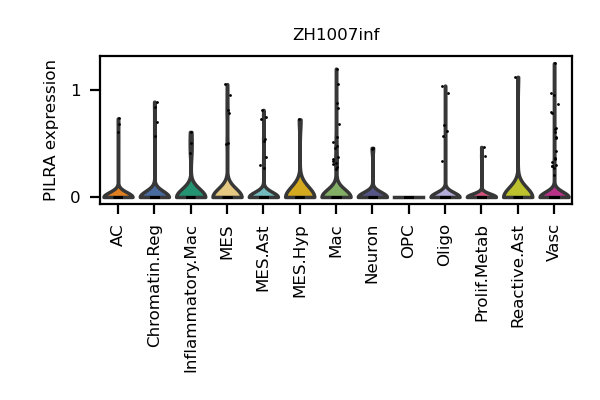 ZH1007inf
PILRA expression
1
0
AC
Chromatin.Reg
Inflammatory.Mac
MES
MES.Ast
MES.Hyp
Mac
Neuron
OPC
Oligo
Prolif.Metab
Reactive.Ast
Vasc